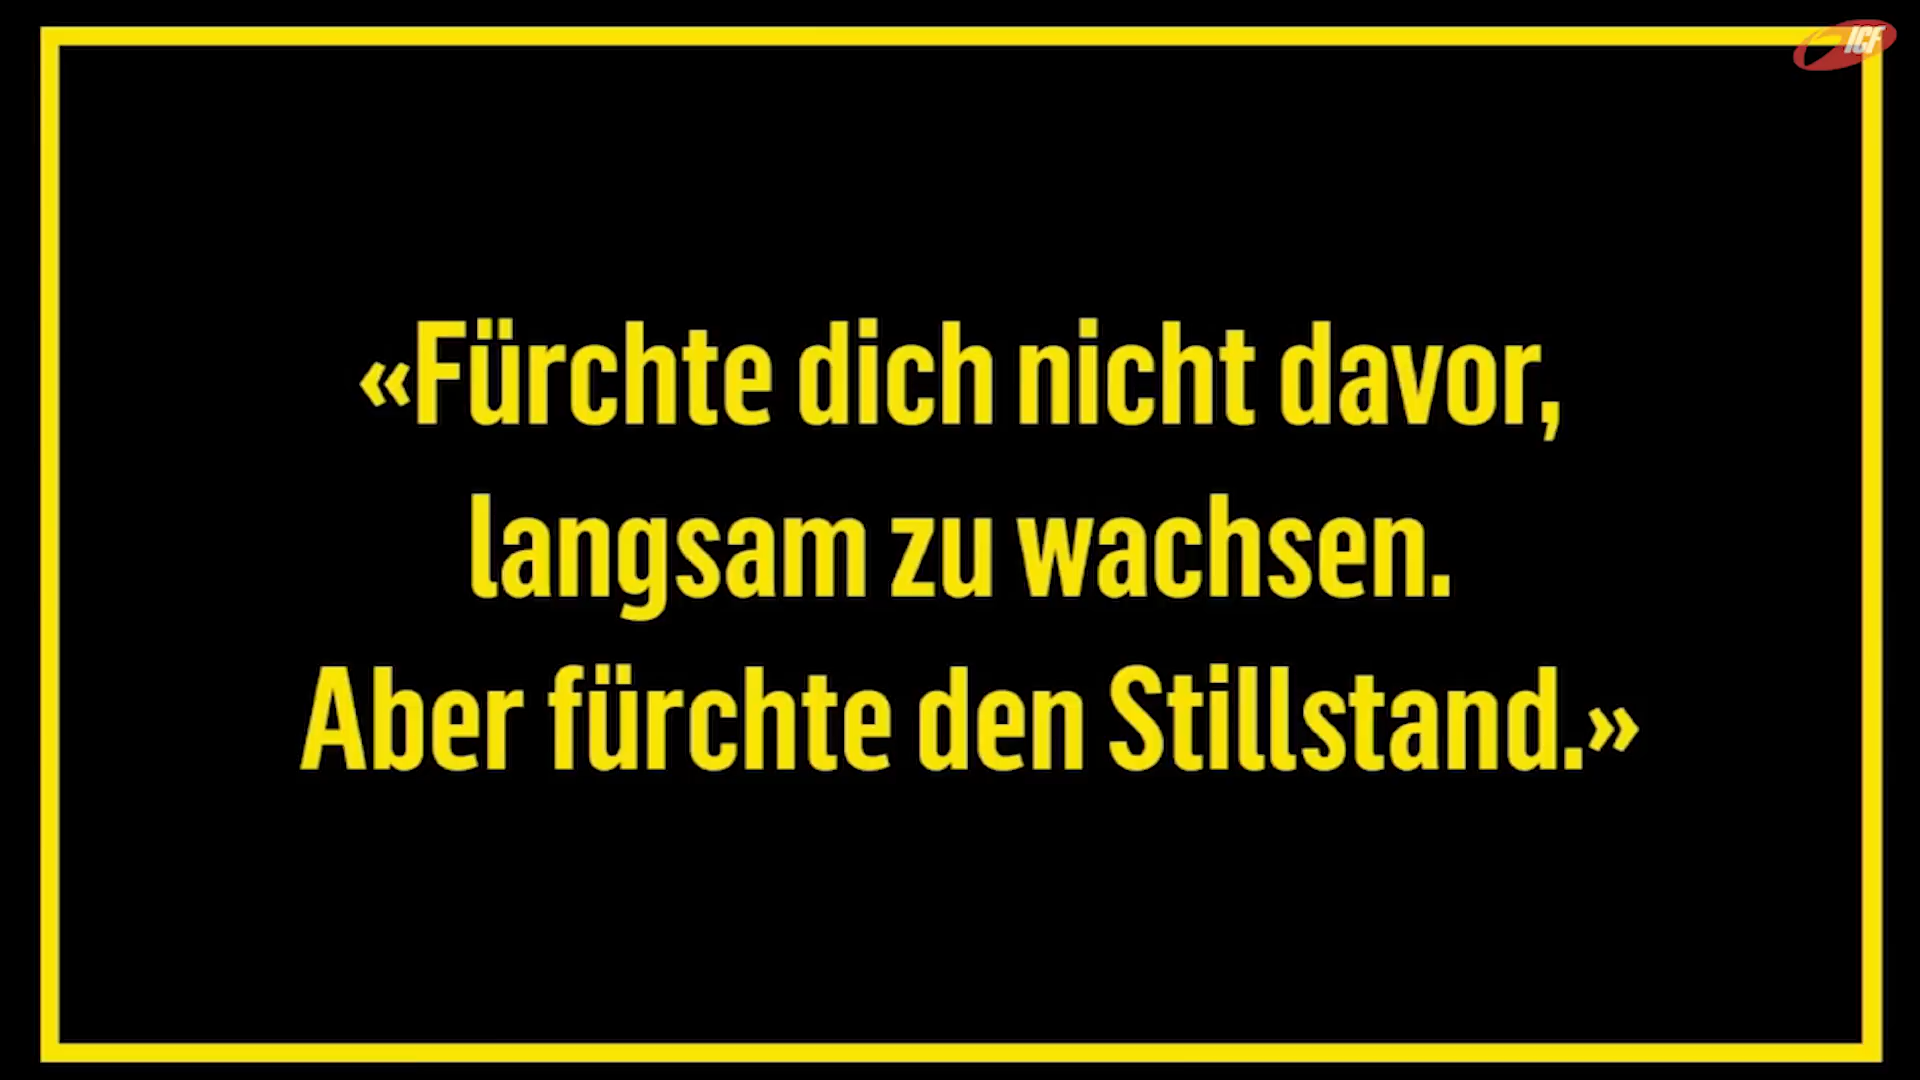 ICF
«Fürchte dich nicht davor,
langsam zu wachsen.
Aber fürchte den Stillstand.»